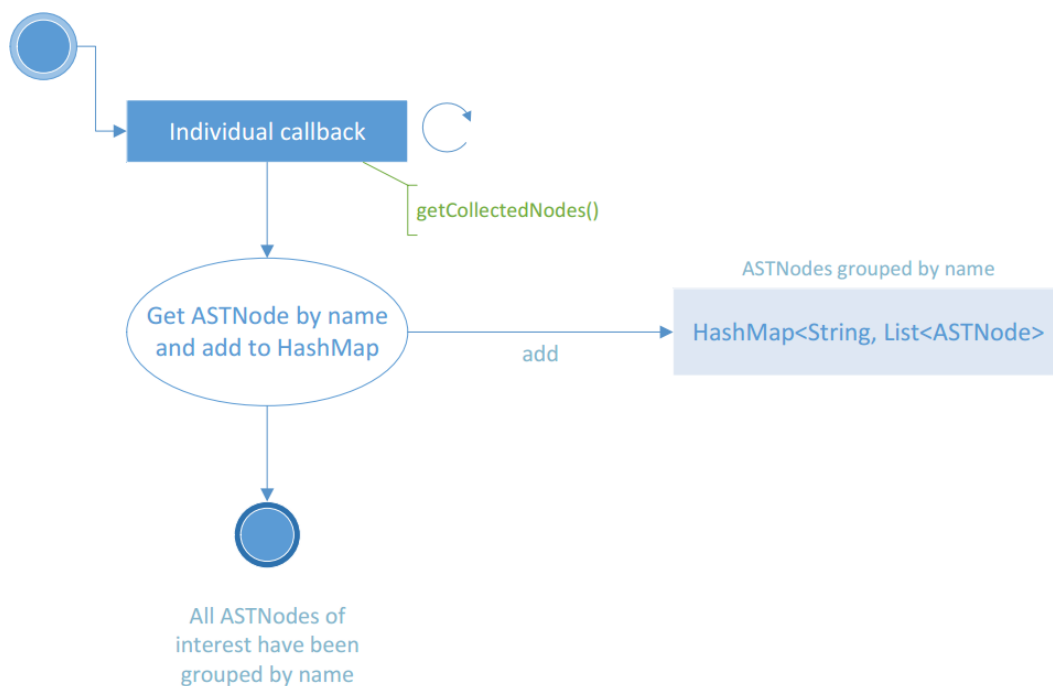 Individual callback
getCollectedNodes()
ASTNodes grouped by name
Get ASTNode by name
and add to HashMap
HashMap<String, List<ASTNode>
add
All ASTNodes of
interest have been
grouped by name